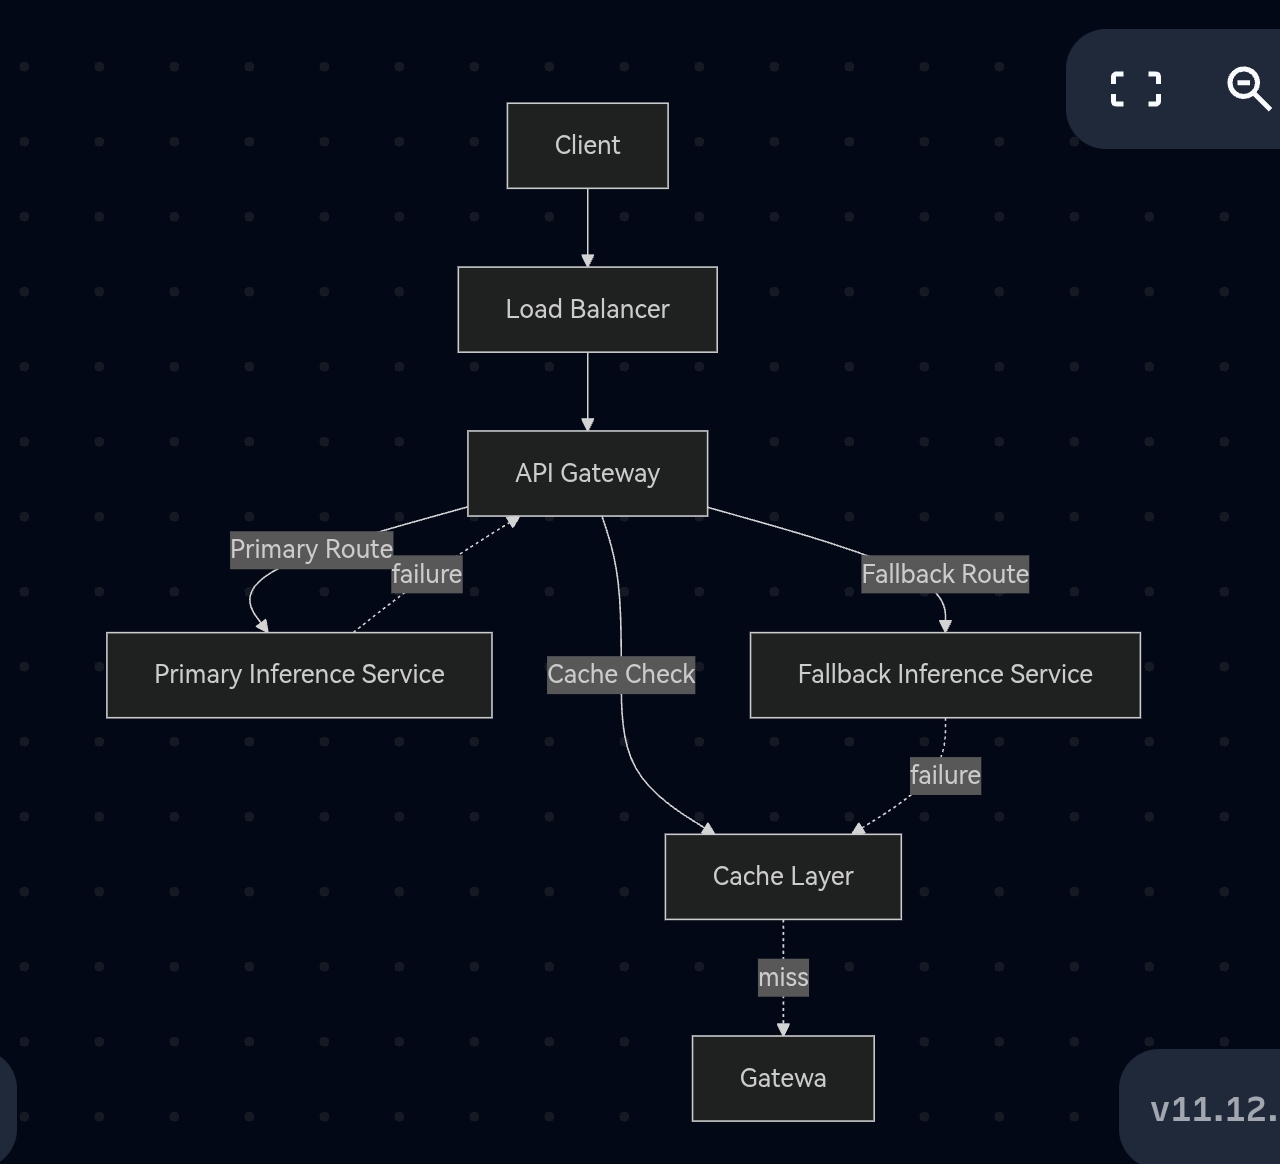 Client
Load Balancer
API Gateway
Primary Route
failure
Fallback Route
Primary Inference Service
Cache Check
Fallback Inference Service
failure
Cache Layer
miss
Gatewa
v11.12.